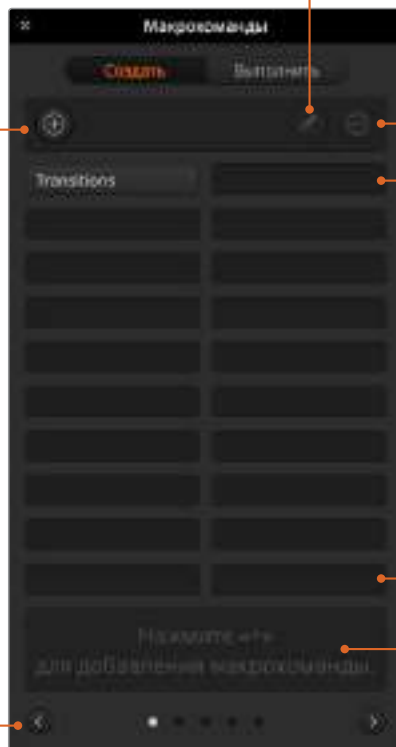 Макрокоманды
Создать
Выполнить
Transitions
Нажмите «+»
для добавления макрокоманды